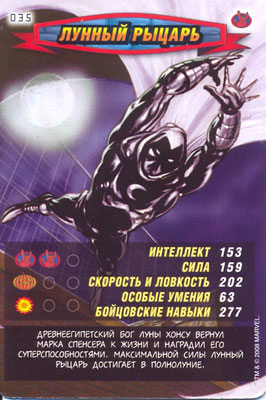 035
ЛУННЫЙ РЫЦАРЬ
ИНТЕЛЛЕКТ 153
СИЛА 159
СКОРОСТЬ И ЛОВКОСТЬ 202
ОСОБЫЕ УМЕНИЯ 63
БОЙЦОВСКИЕ НАВЫКИ 277
ДРЕВНЕЕГИПЕТСКИЙ БОГ ЛУНЫ ХОНСУ ВЕРНУЛ
МАРКА СПЕНСЕРА К ЖИЗНИ И НАГРАДИЛ ЕГО
СУПЕРСПОСОБНОСТЯМИ. МАКСИМАЛЬНОЙ СИЛЫ ЛУННЫЙ
РЫЦАРЬ ДОСТИГАЕТ В ПОЛНОЛУНИЕ.
TM & © 2008 MARVEL.